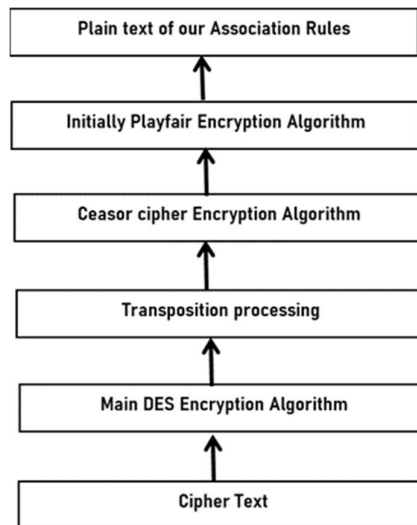 Plain text of our Association Rules
Initially Playfair Encryption Algorithm
Ceasor cipher Encryption Algorithm
Transposition processing
Main DES Encryption Algorithm
Cipher Text